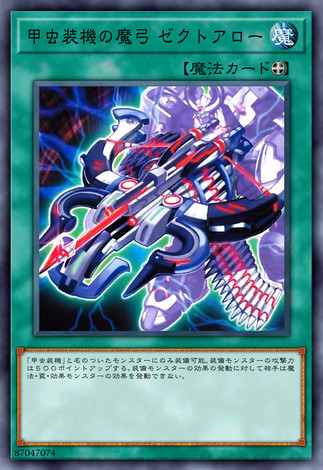 甲虫装機の魔弓 ゼクトアロー 魔
【魔法カード】
「甲虫装機」と名のついたモンスターにのみ装備可能。装備モンスターの攻撃力
は５００ポイントアップする。装備モンスターの効果の発動に対して相手は魔
法・罠・効果モンスターの効果を発動できない。
87047074